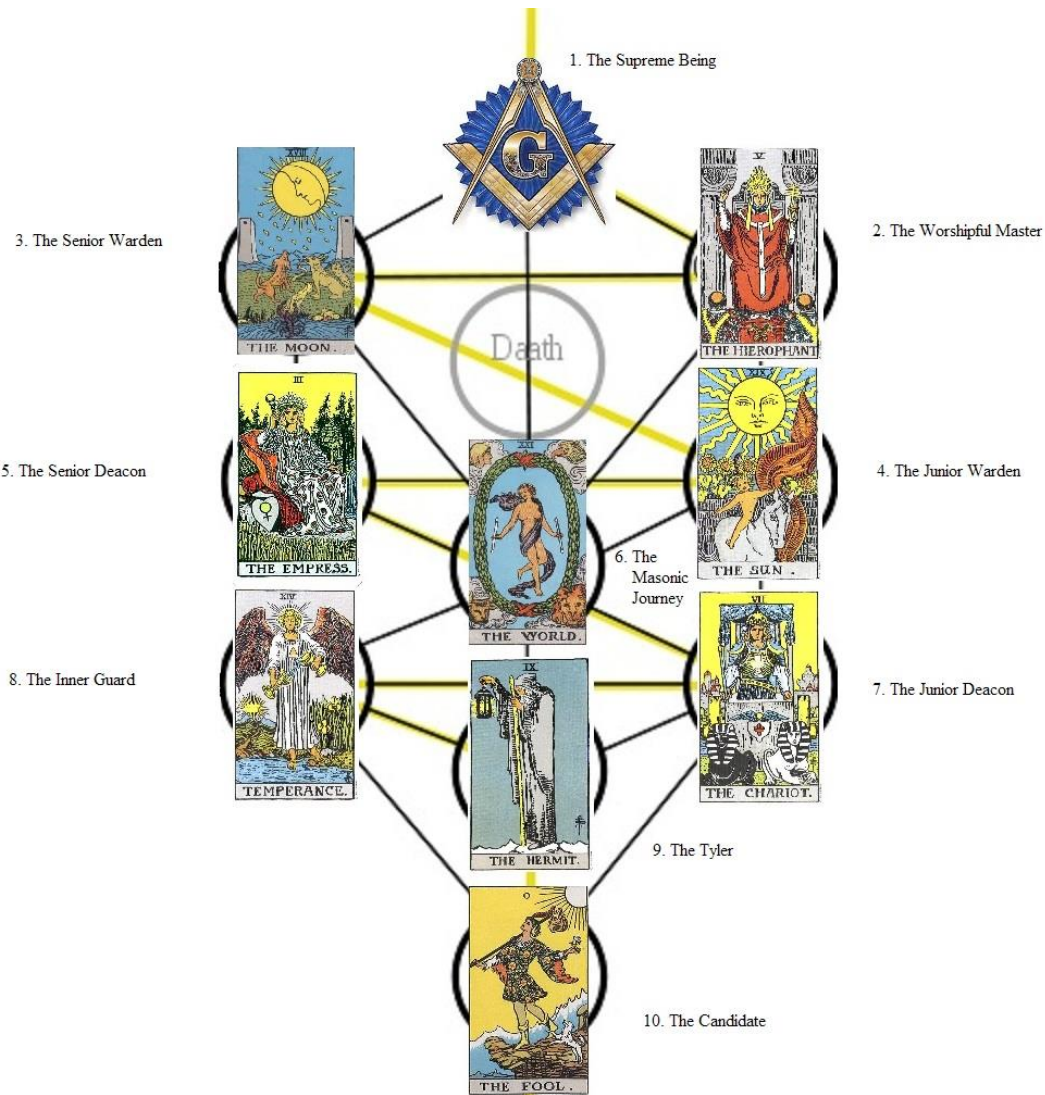 1. The Supreme Being
G
XVIII
THE MOON.
3. The Senior Warden
V
THE HIEROPHANT
2. The Worshipful Master
Daath
III
THE EMPRESS.
5. The Senior Deacon
XIX
THE SUN.
4. The Junior Warden
XXI
THE WORLD.
6. The
Masonic
Journey
XIV
TEMPERANCE.
8. The Inner Guard
VII
THE CHARIOT.
7. The Junior Deacon
IX
THE HERMIT.
9. The Tyler
0
THE FOOL.
10. The Candidate